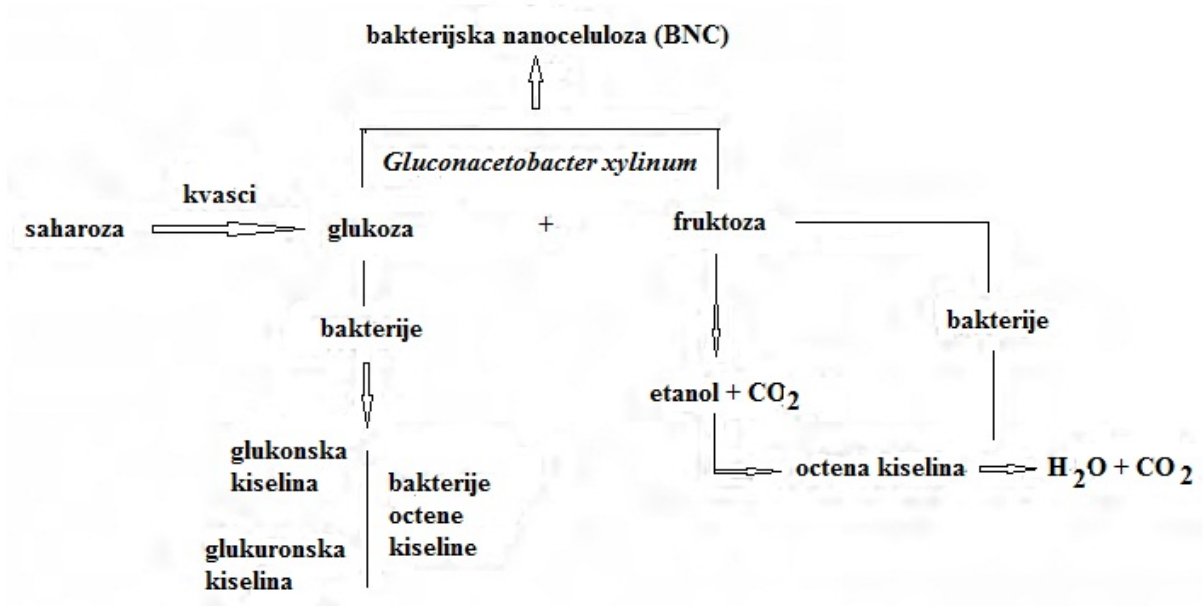 bakterijska nanoceluloza (BNC)
Gluconacetobacter xylinum
kvasci
saharoza
glukoza
+
fruktoza
bakterije
bakterije
etanol + CO2
glukonska
kiselina
bakterije
octene
kiseline
octena kiselina
H2O + CO2
glukuronska
kiselina